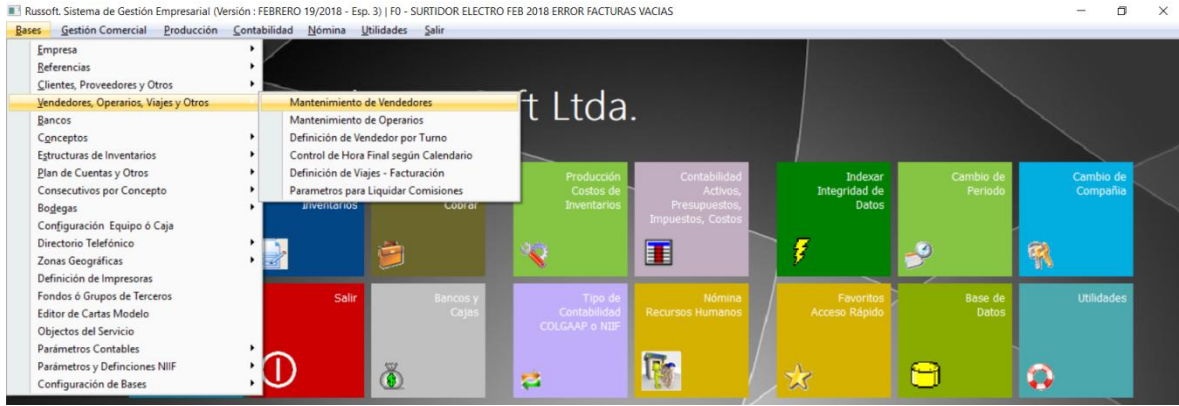 Russoft. Sistema de Gestión Empresarial (Versión : FEBRERO 19/2018 - Esp. 3) | F0 - SURTIDOR ELECTRO FEB 2018 ERROR FACTURAS VACIAS
Bases Gestión Comercial Producción Contabilidad Nómina Utilidades Salir
Empresa
Referencias
Clientes, Proveedores y Otros
Vendedores, Operarios, Viajes y Otros
Bancos
Conceptos
Estructuras de Inventarios
Plan de Cuentas y Otros
Consecutivos por Concepto
Bodegas
Configuración Equipo ó Caja
Directorio Telefónico
Zonas Geográficas
Definición de Impresoras
Fondos ó Grupos de Terceros
Editor de Cartas Modelo
Objectos del Servicio
Parámetros Contables
Parámetros y Definciones NIIF
Configuración de Bases
Mantenimiento de Vendedores
Mantenimiento de Operarios
Definición de Vendedor por Turno
Control de Hora Final según Calendario
Definición de Viajes - Facturación
Parametros para Liquidar Comisiones
ft Ltda.
Inventarios
Cobrar
Producción
Costos de
Inventarios
Contabilidad
Activos,
Presupuestos,
Impuestos, Costos
Indexar
Integridad de
Datos
Cambio de
Periodo
Cambio de
Compañia
Salir
Bancos y
Cajas
Tipo de
Contabilidad
COLGAAP o NIIF
Nómina
Recursos Humanos
Favoritos
Acceso Rápido
Base de
Datos
Utilidades